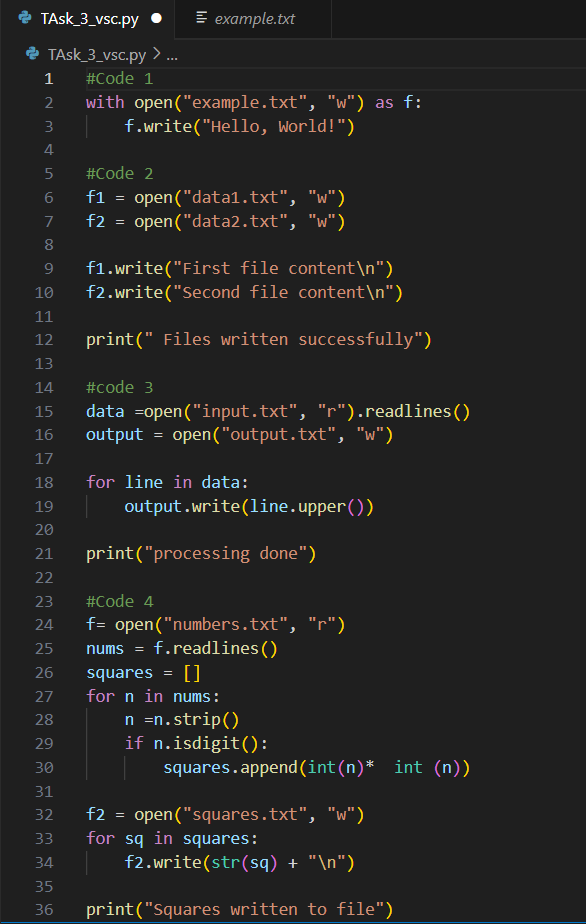 TAsk_3_vsc.py ● example.txt
TAsk_3_vsc.py > ...
1 #Code 1
2 with open("example.txt", "w") as f:
3     f.write("Hello, World!")
4
5 #Code 2
6 f1 = open("data1.txt", "w")
7 f2 = open("data2.txt", "w")
8
9 f1.write("First file content\n")
10 f2.write("Second file content\n")
11
12 print(" Files written successfully")
13
14 #code 3
15 data =open("input.txt", "r").readlines()
16 output = open("output.txt", "w")
17
18 for line in data:
19     output.write(line.upper())
20
21 print("processing done")
22
23 #Code 4
24 f= open("numbers.txt", "r")
25 nums = f.readlines()
26 squares = []
27 for n in nums:
28     n =n.strip()
29     if n.isdigit():
30         squares.append(int(n)*  int (n))
31
32 f2 = open("squares.txt", "w")
33 for sq in squares:
34     f2.write(str(sq) + "\n")
35
36 print("Squares written to file")